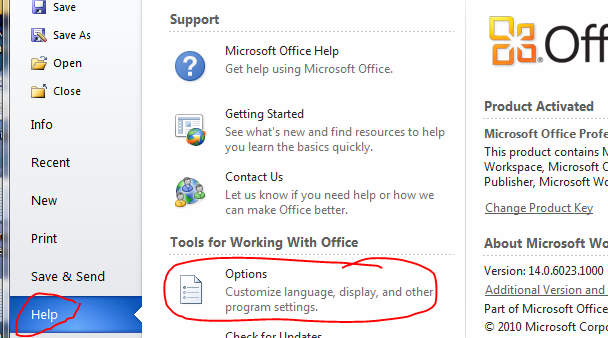 Save
Save As
Open
Close
Info
Recent
New
Print
Save & Send
Help
Support
Microsoft Office Help
Get help using Microsoft Office.
Getting Started
See what's new and find resources to help
you learn the basics quickly.
Contact Us
Let us know if you need help or how we
can make Office better.
Tools for Working With Office
Options
Customize language, display, and other
program settings.
Check for Updates
Off
Product Activated
Microsoft Office Profe
This product contains M
Workspace, Microsoft O
Publisher, Microsoft Wo
Change Product Key
About Microsoft Wo
Version: 14.0.6023.1000
Additional Version and
Part of Microsoft Office
© 2010 Microsoft Corpo